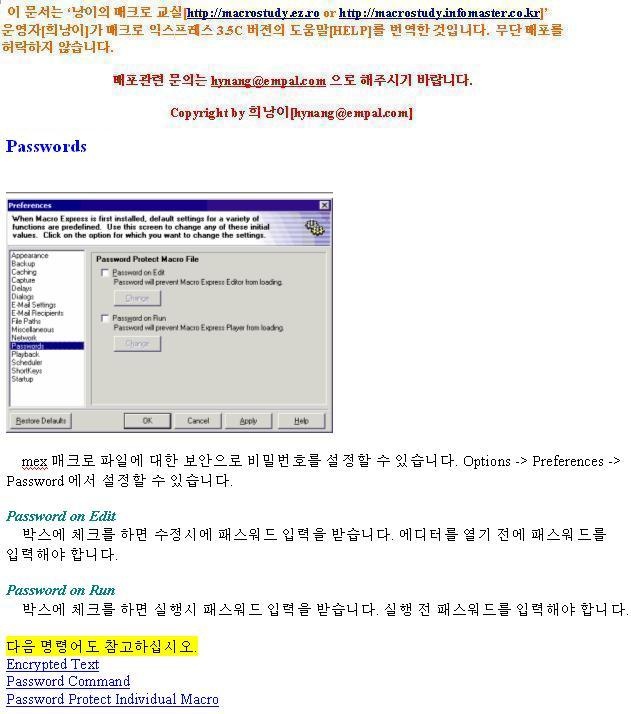 이 문서는 ‘낭이의 매크로 교실[http://macrostudy.ez.ro or http://macrostudy.infomaster.co.kr]’
운영자[희낭이]가 매크로 익스프레스 3.5C 버젼의 도움말[HELP]를 번역한 것입니다. 무단 배포를
허락하지 않습니다.
배포관련 문의는 hynang@empal.com 으로 해주시기 바랍니다.
Copyright by 희낭이[hynang@empal.com]
Passwords
Preferences
When Macro Express is first installed, default settings for a variety of
functions are predefined. Use this screen to change any of these initial
values. Click on the option for which you want to change the settings.
Appearance
Backup
Caching
Capture
Delays
Dialogs
E-Mail Settings
E-Mail Recipients
File Paths
Miscellaneous
Network
Passwords
Playback
Scheduler
ShortKeys
Startup
Password Protect Macro File
Password on Edit
Password will prevent Macro Express Editor from loading.
Change
Password on Run
Password will prevent Macro Express Player from loading.
Change
Restore Defaults
OK
Cancel
Apply
Help
mex 매크로 파일에 대한 보안으로 비밀번호를 설정할 수 있습니다. Options -> Preferences ->
Password 에서 설정할 수 있습니다.
Password on Edit
박스에 체크를 하면 수정시에 패스워드 입력을 받습니다. 에디터를 열기 전에 패스워드를
입력해야 합니다.
Password on Run
박스에 체크를 하면 실행시 패스워드 입력을 받습니다. 실행 전 패스워드를 입력해야 합니다.
다음 명령어도 참고하십시오.
Encrypted Text
Password Command
Password Protect Individual Macro